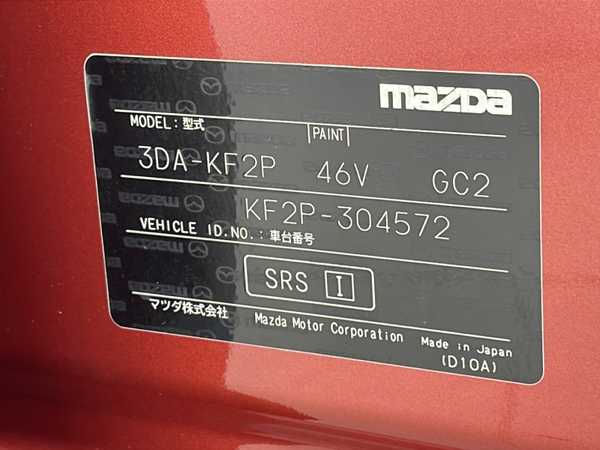 mazda
MODEL:型式 PAINT
3DA-KF2P 46V GC2
KF2P-304572
VEHICLE ID.NO.:車台番号
SRS I
マツダ株式会社 Mazda Motor Corporation Made in Japan
(D10A)